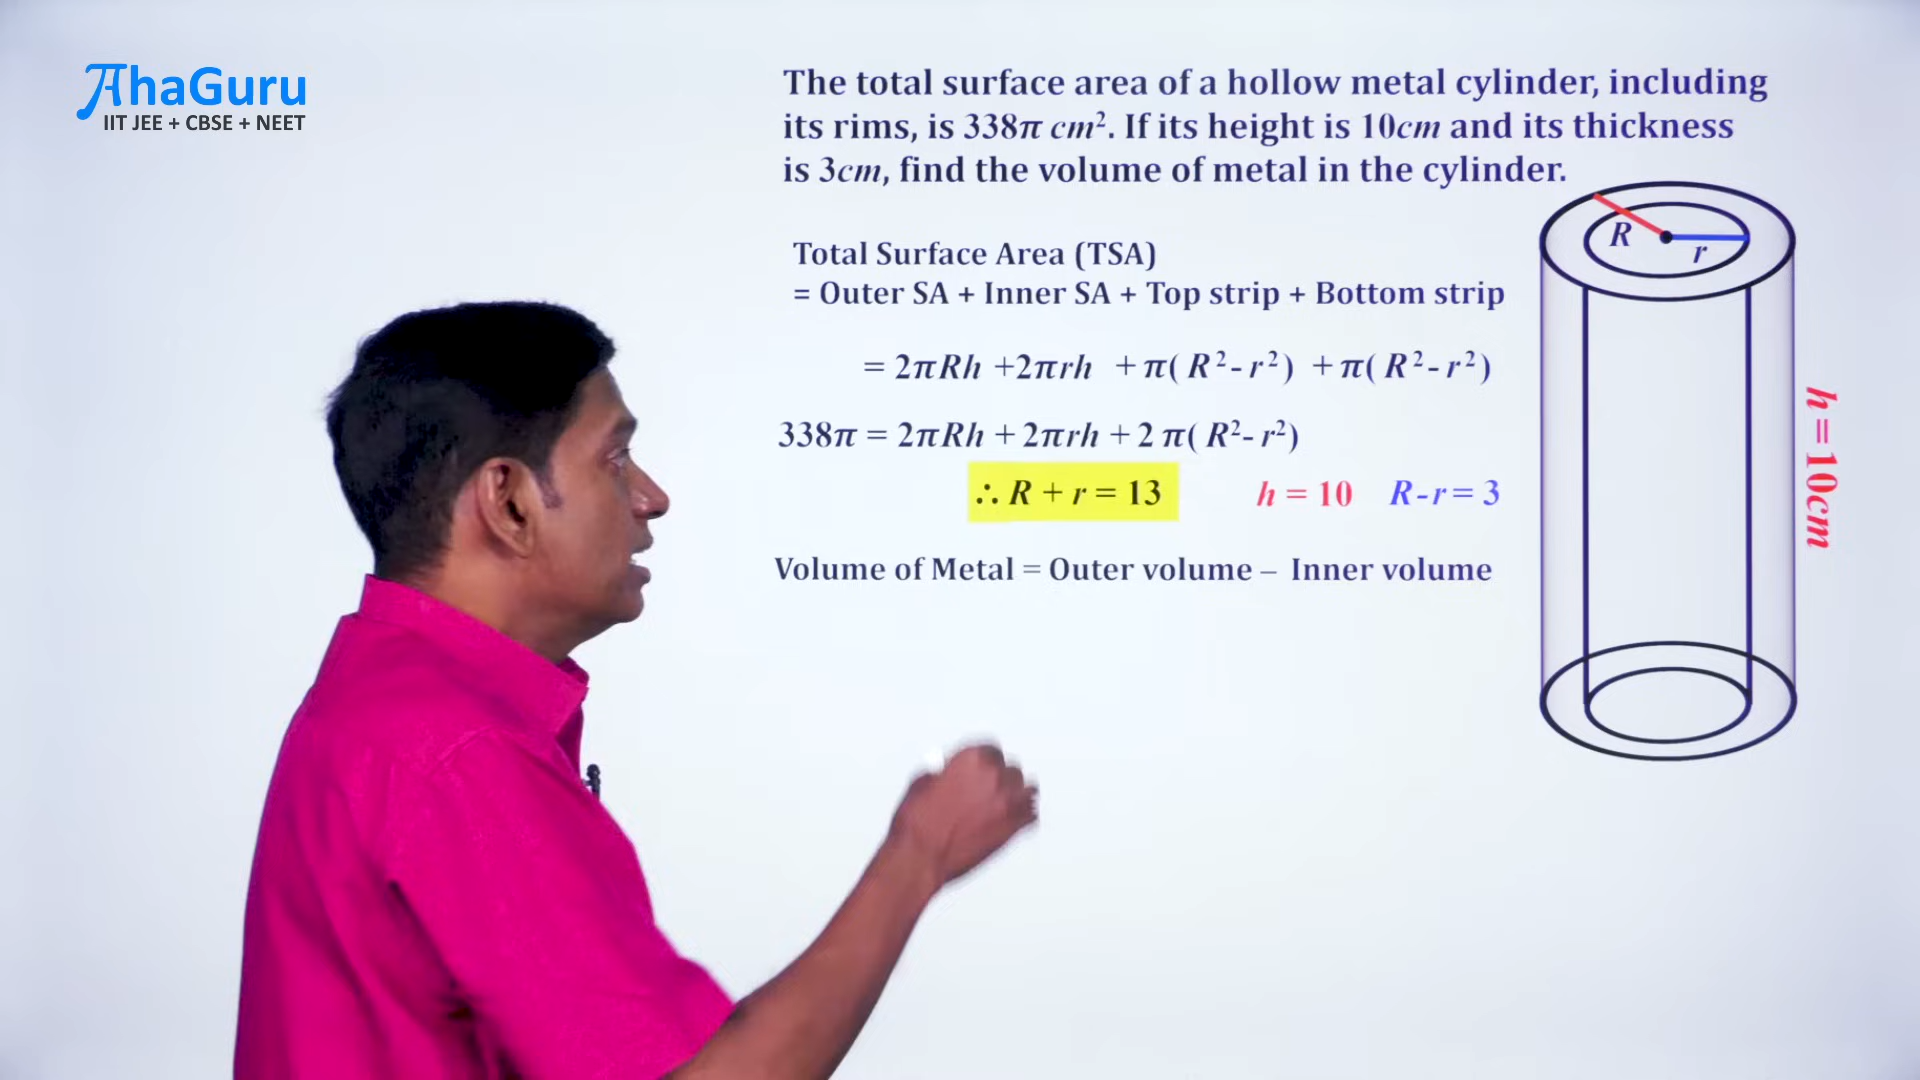 AhaGuru
IIT JEE + CBSE + NEET
The total surface area of a hollow metal cylinder, including
its rims, is 338π cm². If its height is 10cm and its thickness
is 3cm, find the volume of metal in the cylinder.
R
r
Total Surface Area (TSA)
= Outer SA + Inner SA + Top strip + Bottom strip
= 2πRh +2πrh + π( R²- r²) + π( R²- r²)
338π = 2πRh + 2πrh + 2 π( R²- r²)
∴ R + r = 13 h = 10 R - r = 3
h = 10cm
Volume of Metal = Outer volume – Inner volume